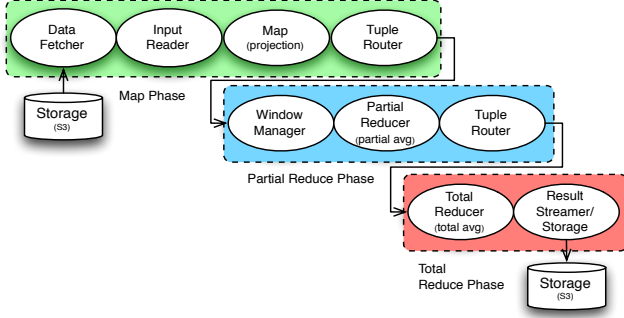 Data
Fetcher
Input
Reader
Map
(projection)
Tuple
Router
Storage
(S3)
Map Phase
Window
Manager
Partial
Reducer
(partial avg)
Tuple
Router
Partial Reduce Phase
Total
Reducer
(total avg)
Result
Streamer/
Storage
Total
Reduce Phase
Storage
(S3)